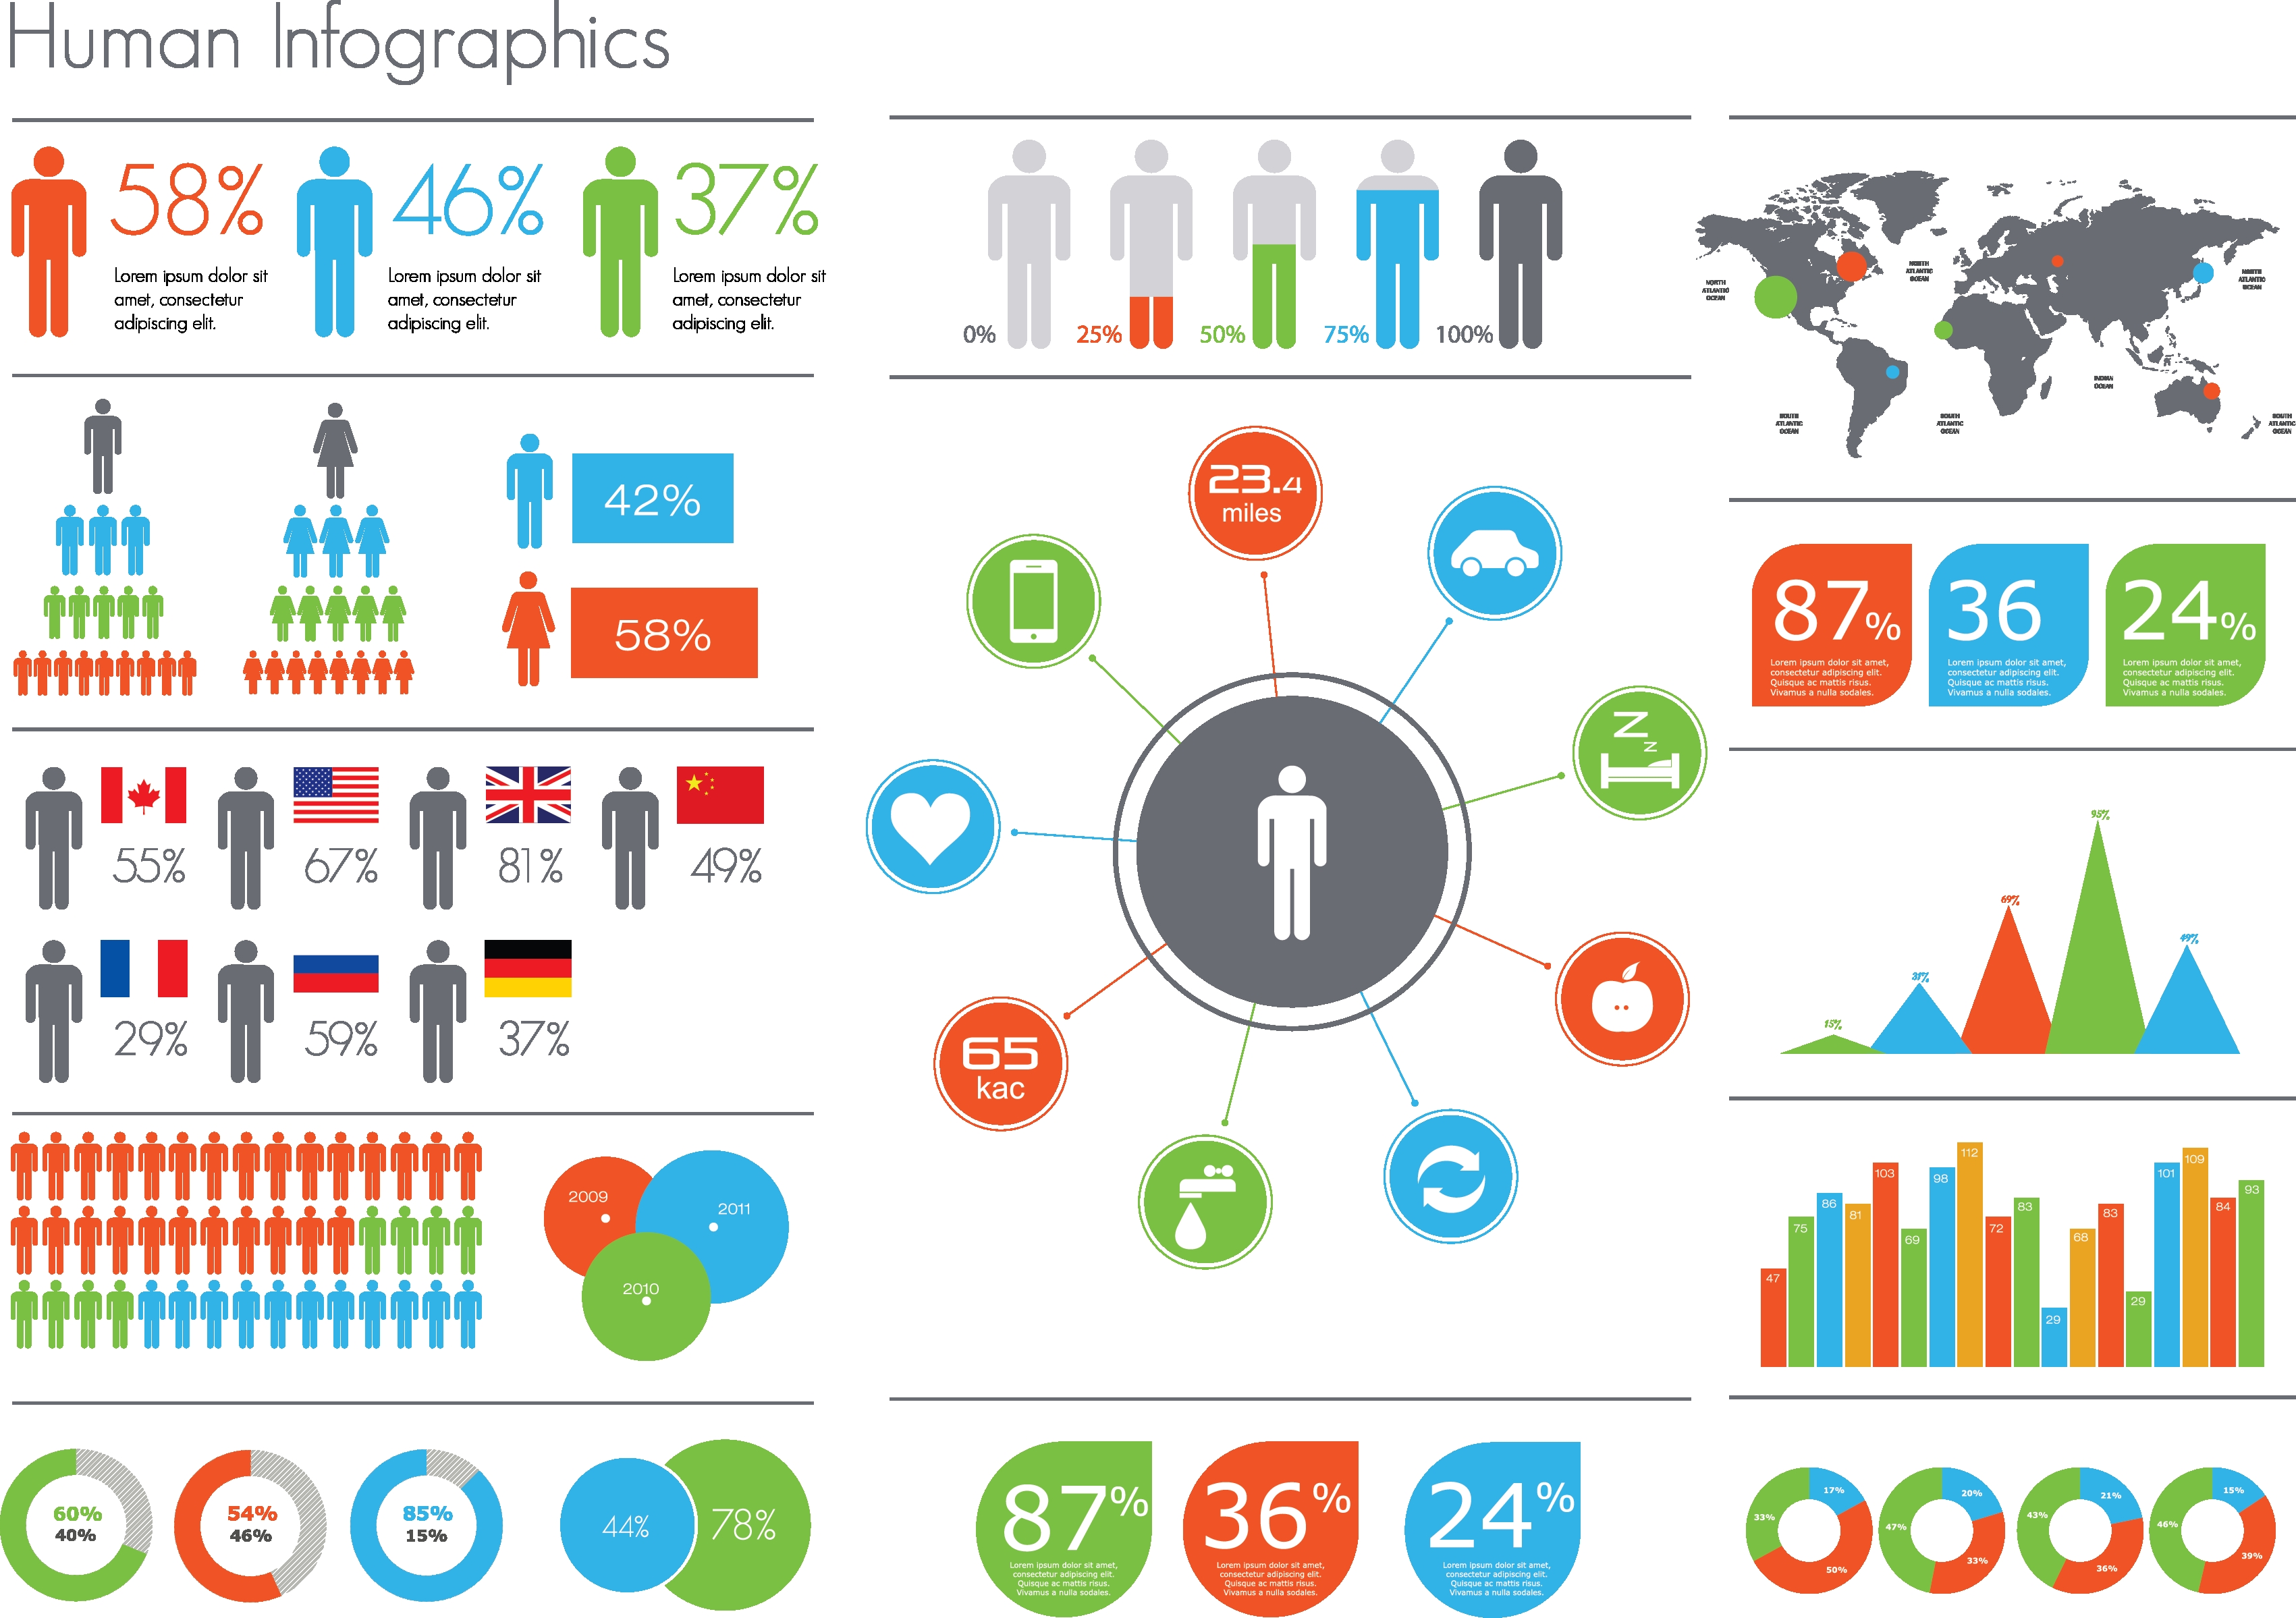 Human Infographics
58%
Lorem ipsum dolor sit
amet, consectetur
adipiscing elit.
46%
Lorem ipsum dolor sit
amet, consectetur
adipiscing elit.
37%
Lorem ipsum dolor sit
amet, consectetur
adipiscing elit.
42%
58%
55%
67%
81%
49%
29%
59%
37%
2009
2011
2010
60%
40%
54%
46%
85%
15%
44%
78%
0%
25%
50%
75%
100%
23.4
miles
65
kac
N
N
87%
Lorem ipsum dolor sit amet,
consectetur adipiscing elit.
Quisque ac mattis risus.
Vivamus a nulla sodales.
36%
Lorem ipsum dolor sit amet,
consectetur adipiscing elit.
Quisque ac mattis risus.
Vivamus a nulla sodales.
24%
Lorem ipsum dolor sit amet,
consectetur adipiscing elit.
Quisque ac mattis risus.
Vivamus a nulla sodales.
NORTH
ATLANTIC
OCEAN
NORTH
ATLANTIC
OCEAN
NORTH
ATLANTIC
OCEAN
INDIAN
OCEAN
SOUTH
ATLANTIC
OCEAN
SOUTH
ATLANTIC
OCEAN
SOUTH
ATLANTIC
OCEAN
87%
Lorem ipsum dolor sit amet,
consectetur adipiscing elit.
Quisque ac mattis risus.
Vivamus a nulla sodales.
36
Lorem ipsum dolor sit amet,
consectetur adipiscing elit.
Quisque ac mattis risus.
Vivamus a nulla sodales.
24%
Lorem ipsum dolor sit amet,
consectetur adipiscing elit.
Quisque ac mattis risus.
Vivamus a nulla sodales.
15%
31%
69%
95%
49%
47
75
86
81
103
69
98
112
72
83
29
68
83
29
101
109
84
93
17%
33%
50%
20%
47%
33%
21%
43%
36%
15%
46%
39%